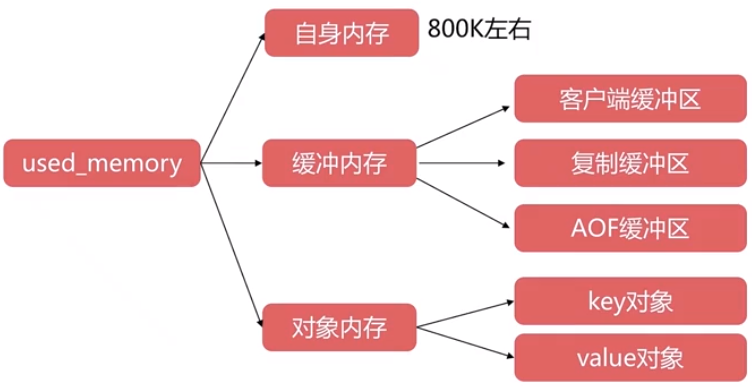 自身内存
800K左右
客户端缓冲区
used_memory
缓冲内存
复制缓冲区
AOF缓冲区
对象内存
key对象
value对象